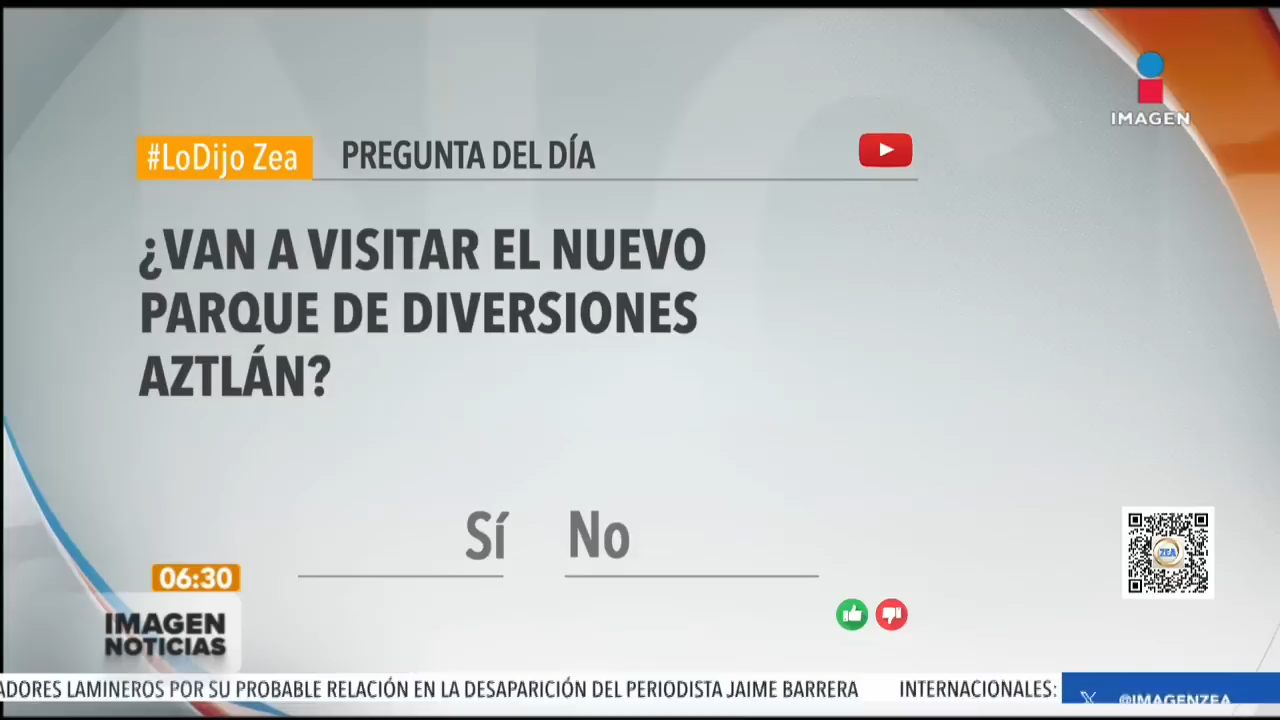 IMAGEN
#LoDijo Zea
PREGUNTA DEL DÍA
¿VAN A VISITAR EL NUEVO
PARQUE DE DIVERSIONES
AZTLÁN?
Sí No
ZEA
06:30
IMAGEN
NOTICIAS
ADORES LAMINEROS POR SU PROBABLE RELACIÓN EN LA DESAPARICIÓN DEL PERIODISTA JAIME BARRERA INTERNACIONALES:
@IMAGENZEA